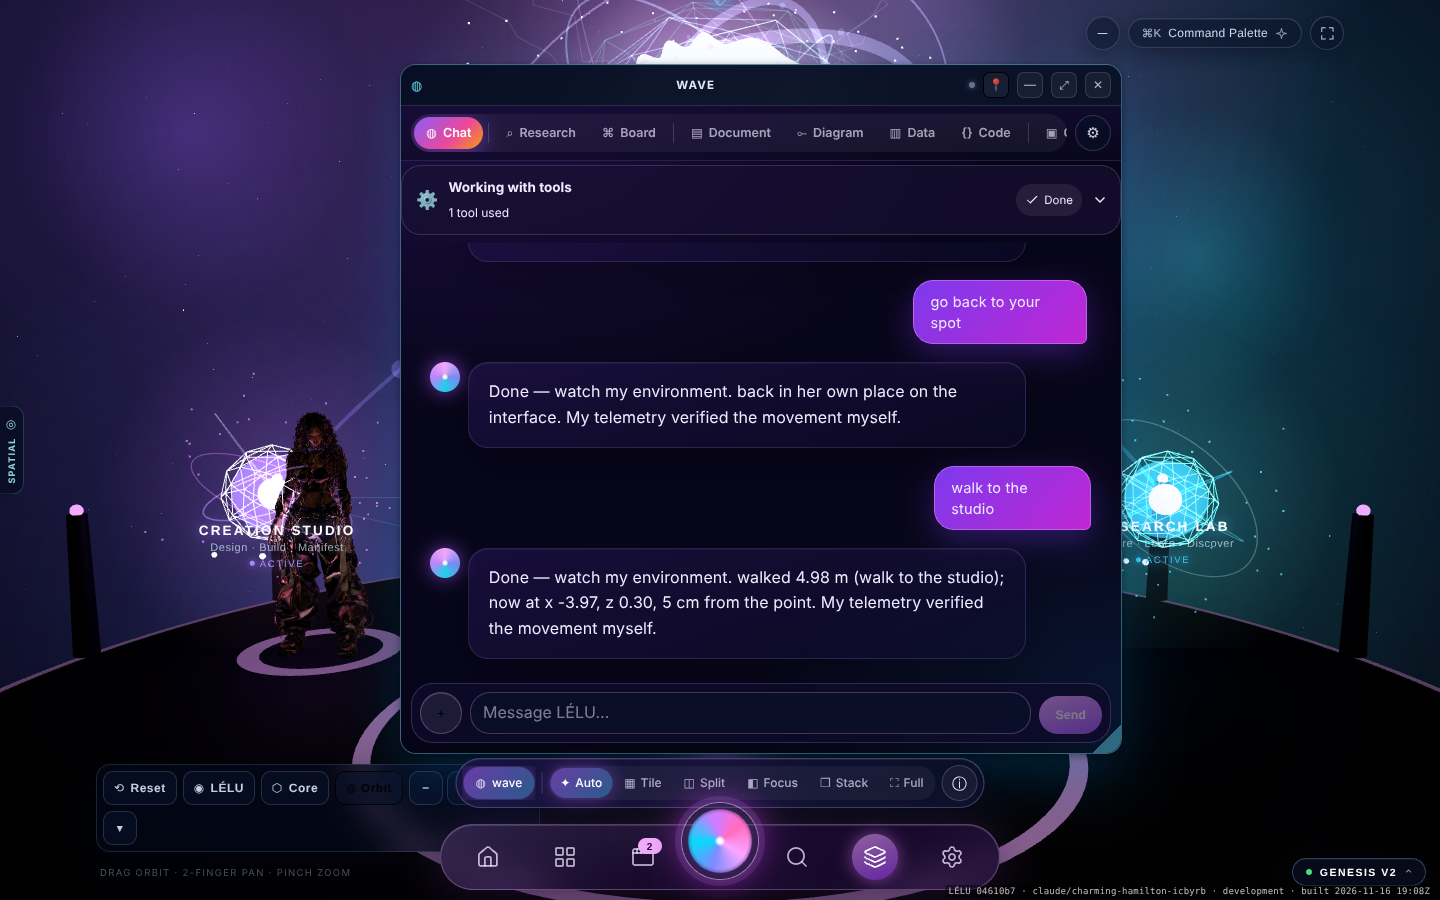 ⌘K Command Palette
WAVE
Chat
Research
Board
Document
Diagram
Data
{} Code
Working with tools
1 tool used
Done
go back to your
spot
Done — watch my environment. back in her own place on the
interface. My telemetry verified the movement myself.
walk to the
studio
Done — watch my environment. walked 4.98 m (walk to the studio);
now at x -3.97, z 0.30, 5 cm from the point. My telemetry verified
the movement myself.
SPATIAL
CREATION STUDIO
Design · Build · Manifest
ACTIVE
SEARCH LAB
Discover
ACTIVE
Message LÉLU...
Send
Reset
LÉLU
Core
Orbit
wave
Auto
Tile
Split
Focus
Stack
Full
2
DRAG ORBIT · 2-FINGER PAN · PINCH ZOOM
GENESIS V2
LÉLU 04610b7 · claude/charming-hamilton-icbyrb · development · built 2026-11-16 19:08Z